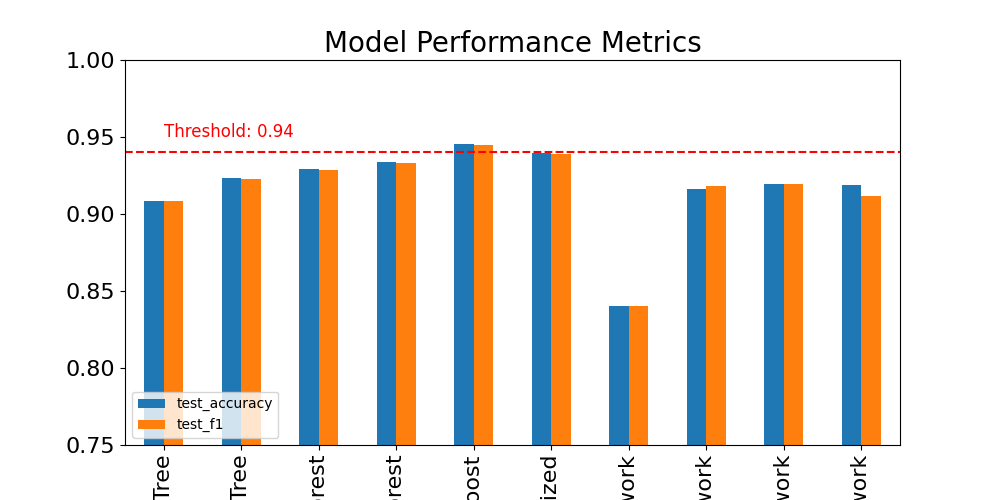 Model Performance Metrics
1.00
0.95
0.90
0.85
0.80
0.75
Threshold: 0.94
test_accuracy
test_f1
Tree
Tree
rest
rest
ost
ized
work
work
work
work